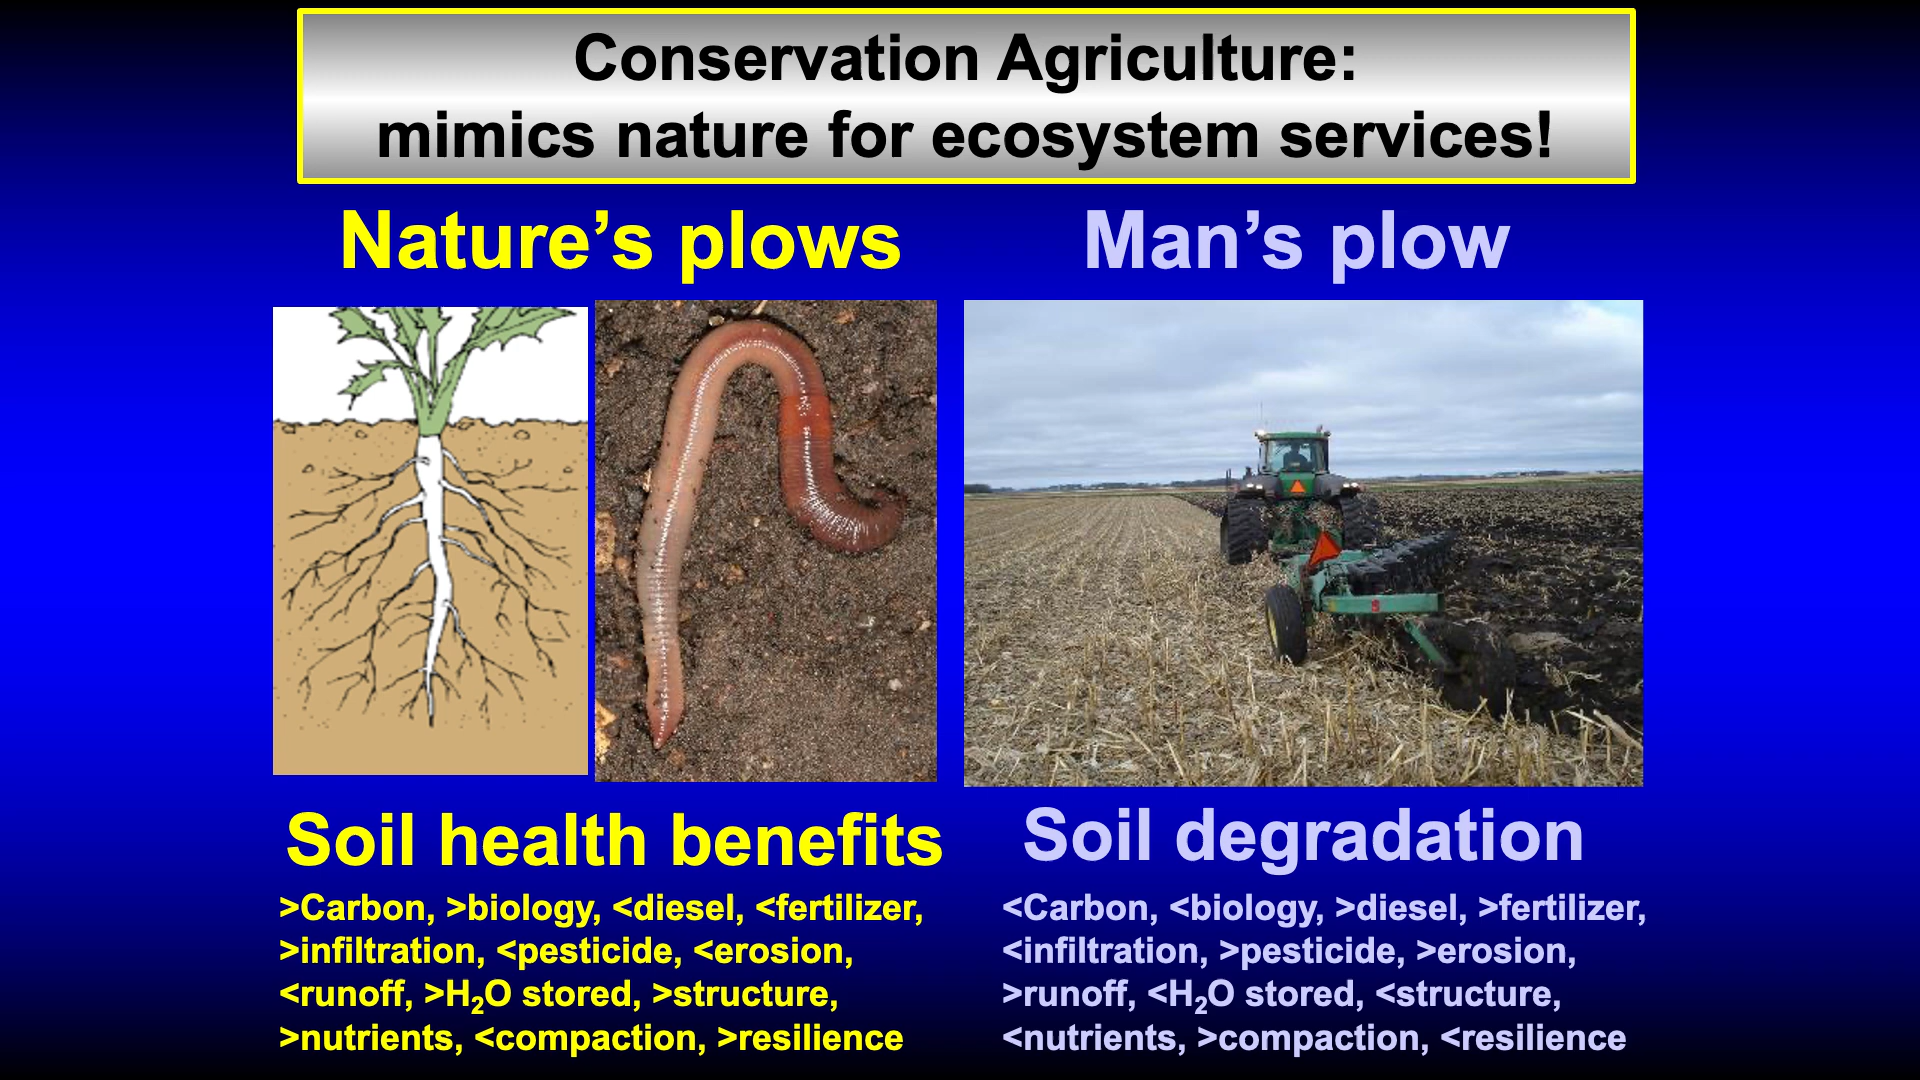 Conservation Agriculture:
mimics nature for ecosystem services!
Nature’s plows
Man’s plow
Soil health benefits
>Carbon, >biology, <diesel, <fertilizer,
>infiltration, <pesticide, <erosion,
<runoff, >H₂O stored, >structure,
>nutrients, <compaction, >resilience
Soil degradation
<Carbon, <biology, >diesel, >fertilizer,
<infiltration, >pesticide, >erosion,
>runoff, <H₂O stored, <structure,
<nutrients, >compaction, <resilience